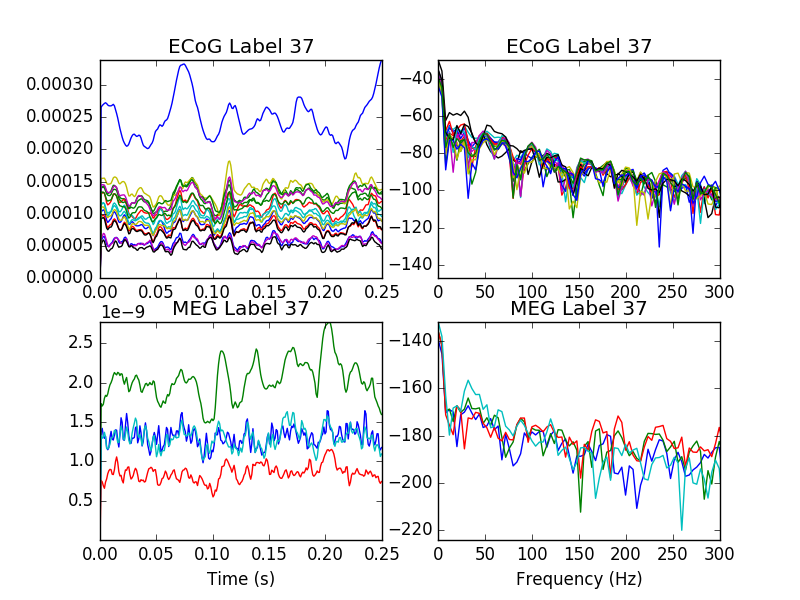 ECoG Label 37
0.00030
0.00025
0.00020
0.00015
0.00010
0.00005
0.00000
0.00 0.05 0.10 0.15 0.20 0.25
ECoG Label 37
−40
−60
−80
−100
−120
−140
0 50 100 150 200 250 300
MEG Label 37
1e−9
2.5
2.0
1.5
1.0
0.5
0.00 0.05 0.10 0.15 0.20 0.25
Time (s)
MEG Label 37
−140
−160
−180
−200
−220
0 50 100 150 200 250 300
Frequency (Hz)